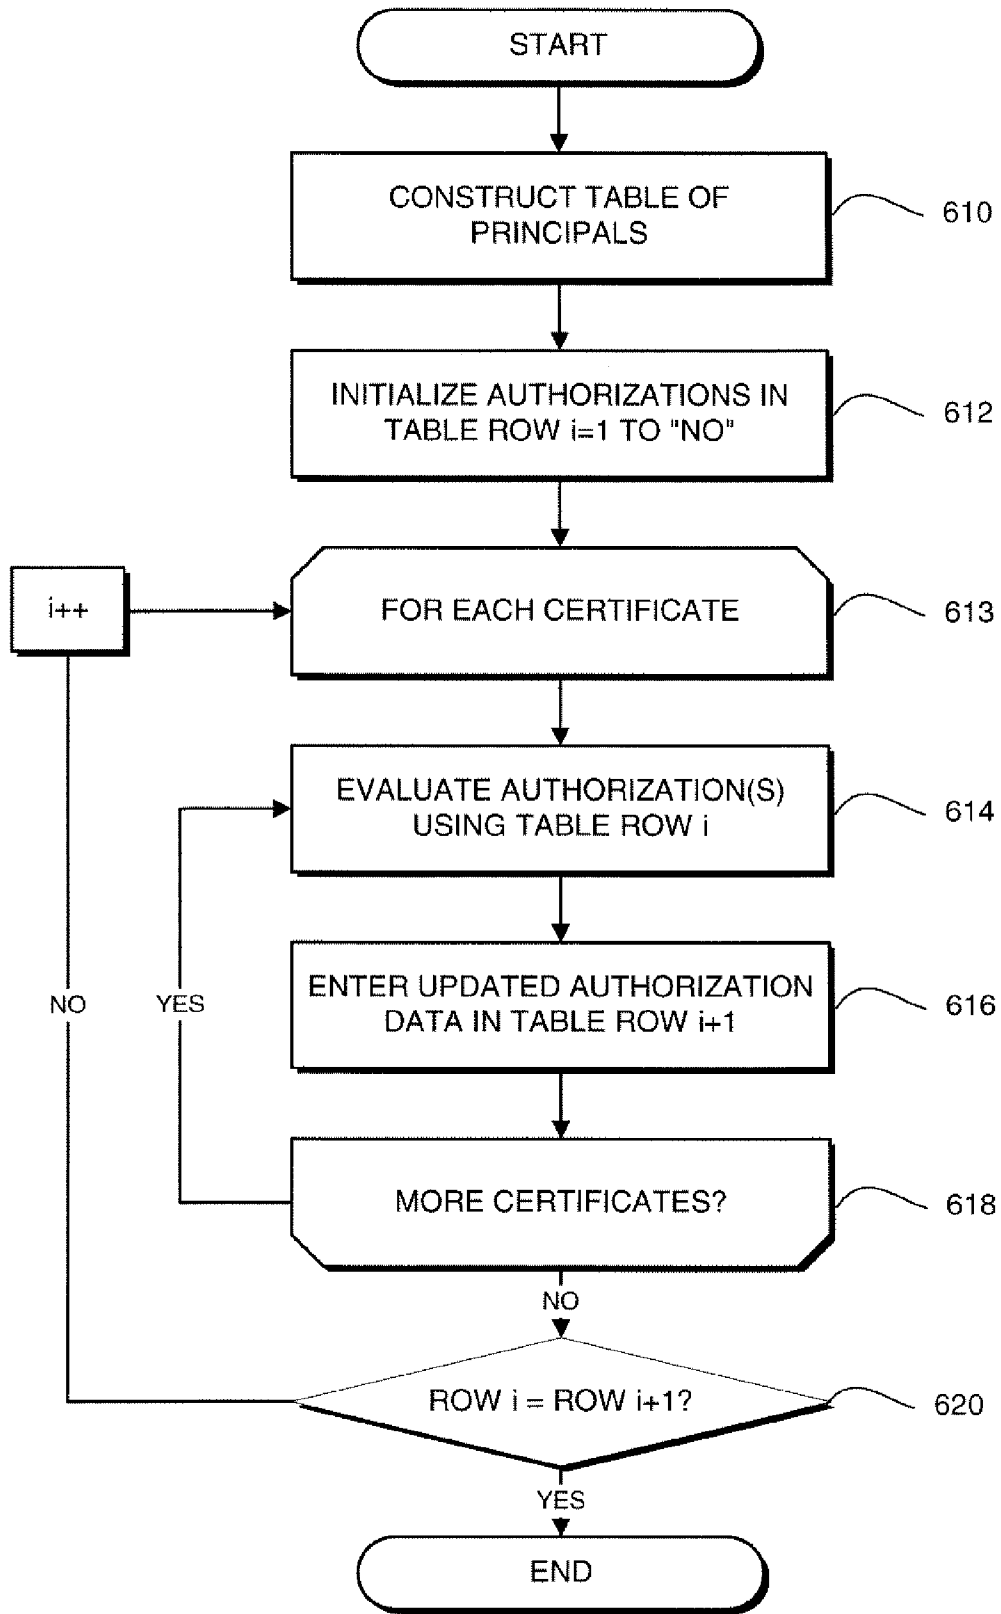 START
CONSTRUCT TABLE OF
PRINCIPALS
610
INITIALIZE AUTHORIZATIONS IN
TABLE ROW i=1 TO "NO"
612
i++
FOR EACH CERTIFICATE
613
EVALUATE AUTHORIZATION(S)
USING TABLE ROW i
614
NO
YES
ENTER UPDATED AUTHORIZATION
DATA IN TABLE ROW i+1
616
MORE CERTIFICATES?
618
NO
ROW i = ROW i+1?
620
YES
END